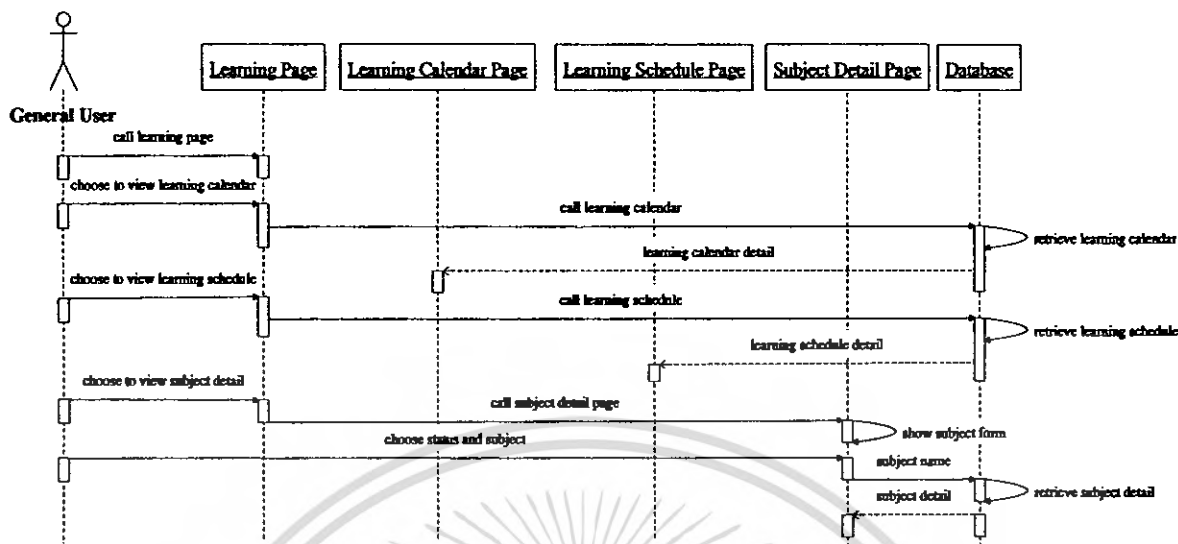 Learning Page
Learning Calendar Page
Learning Schedule Page
Subject Detail Page
Database
General User
call learning page
choose to view learning calendar
call learning calendar
retrieve learning calendar
learning calendar detail
choose to view learning schedule
call learning schedule
retrieve learning schedule
learning schedule detail
choose to view subject detail
call subject detail page
show subject form
choose status and subject
subject name
retrieve subject detail
subject detail